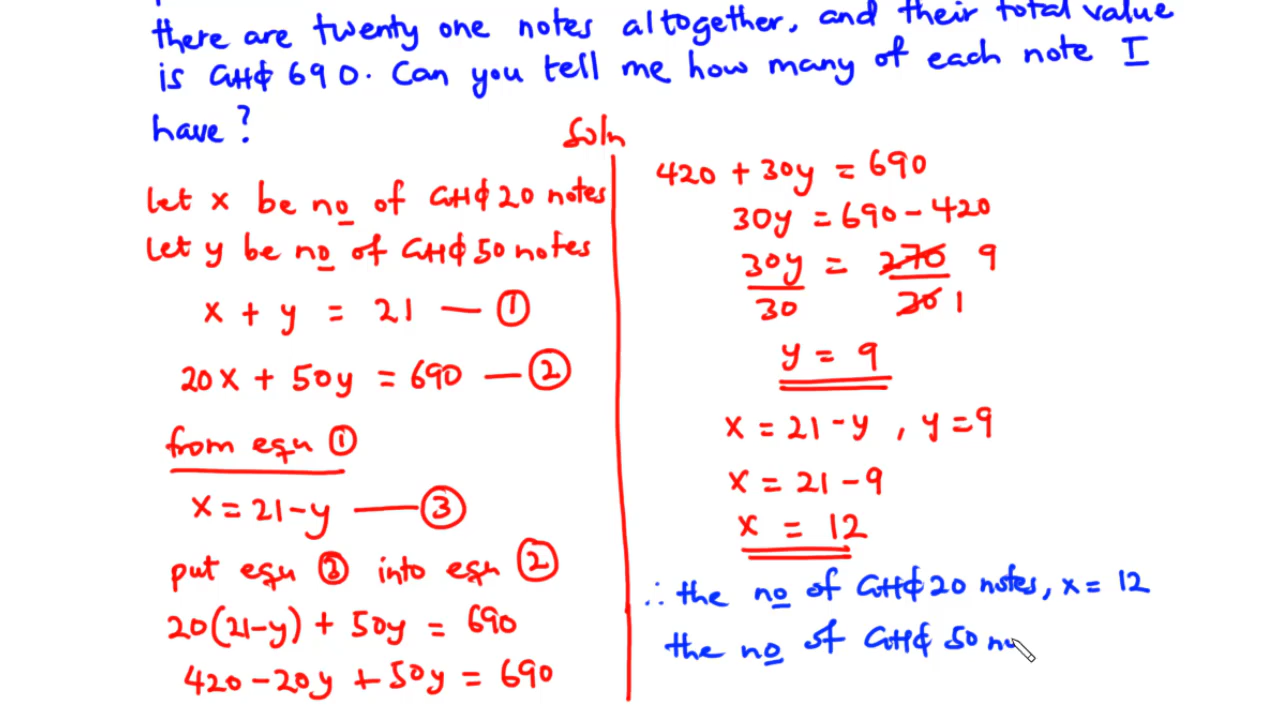 there are twenty one notes altogether, and their total value
is GH₵ 690. Can you tell me how many of each note I
have?
Soln
let x be no of GH₵ 20 notes
let y be no of GH₵ 50 notes
x + y = 21 — ①
20x + 50y = 690 — ②
from eqn ①
x = 21 - y — ③
put eqn ③ into eqn ②
20(21-y) + 50y = 690
420 - 20y + 50y = 690
420 + 30y = 690
30y = 690 - 420
30y = 270 9
30 30 1
y = 9
x = 21 - y , y = 9
x = 21 - 9
x = 12
∴ the no of GH₵ 20 notes, x = 12
the no of GH₵ 50 no